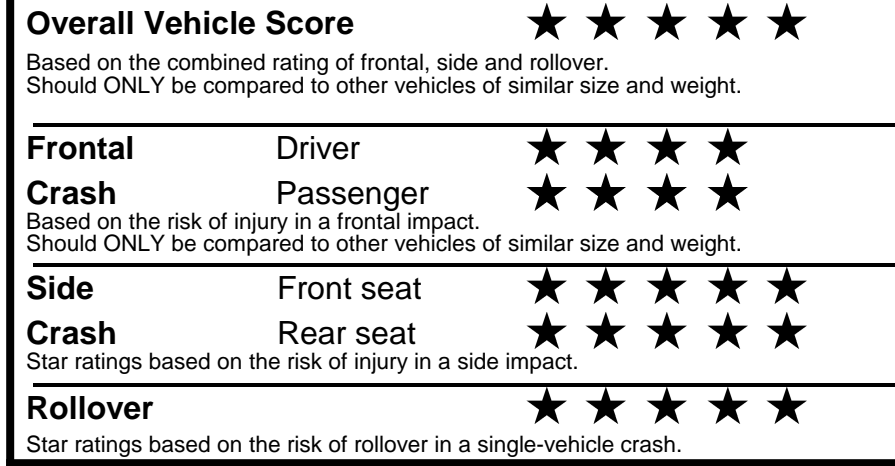 Overall Vehicle Score ★ ★ ★ ★ ★
Based on the combined rating of frontal, side and rollover.
Should ONLY be compared to other vehicles of similar size and weight.
Frontal Driver ★ ★ ★ ★
Crash Passenger ★ ★ ★ ★
Based on the risk of injury in a frontal impact.
Should ONLY be compared to other vehicles of similar size and weight.
Side Front seat ★ ★ ★ ★ ★
Crash Rear seat ★ ★ ★ ★ ★
Star ratings based on the risk of injury in a side impact.
Rollover ★ ★ ★ ★ ★
Star ratings based on the risk of rollover in a single-vehicle crash.